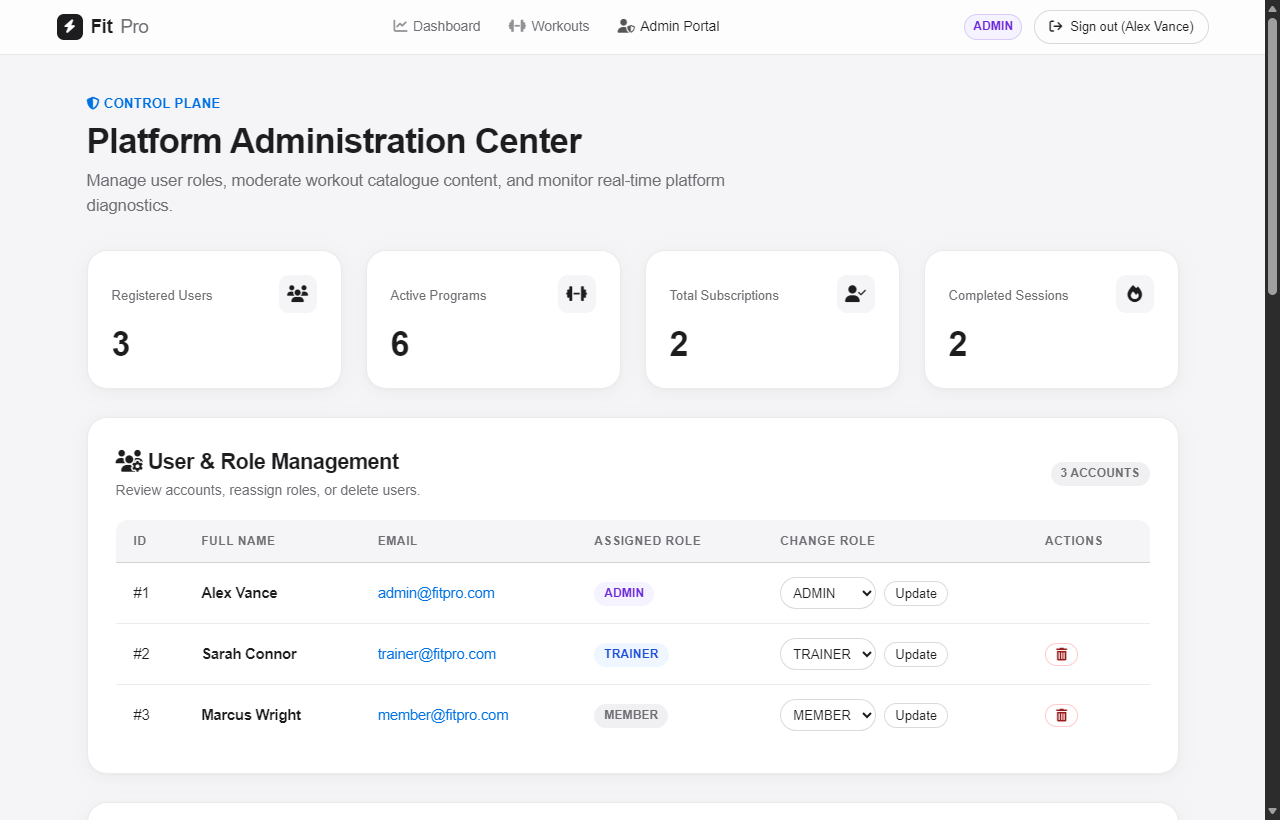 Fit Pro
Dashboard
Workouts
Admin Portal
ADMIN
Sign out (Alex Vance)
CONTROL PLANE
Platform Administration Center
Manage user roles, moderate workout catalogue content, and monitor real-time platform
diagnostics.
Registered Users
3
Active Programs
6
Total Subscriptions
2
Completed Sessions
2
User & Role Management
Review accounts, reassign roles, or delete users.
3 ACCOUNTS
ID FULL NAME EMAIL ASSIGNED ROLE CHANGE ROLE ACTIONS
#1 Alex Vance admin@fitpro.com ADMIN ADMIN Update
#2 Sarah Connor trainer@fitpro.com TRAINER TRAINER Update
#3 Marcus Wright member@fitpro.com MEMBER MEMBER Update